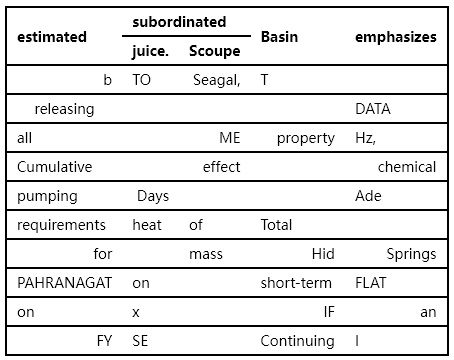 estimated subordinated Basin emphasizes
juice. Scoupe
b TO Seagal, T
releasing DATA
all ME property Hz,
Cumulative effect chemical
pumping Days Ade
requirements heat of Total
for mass Hid Springs
PAHRANAGAT on short-term FLAT
on x IF an
FY SE Continuing I